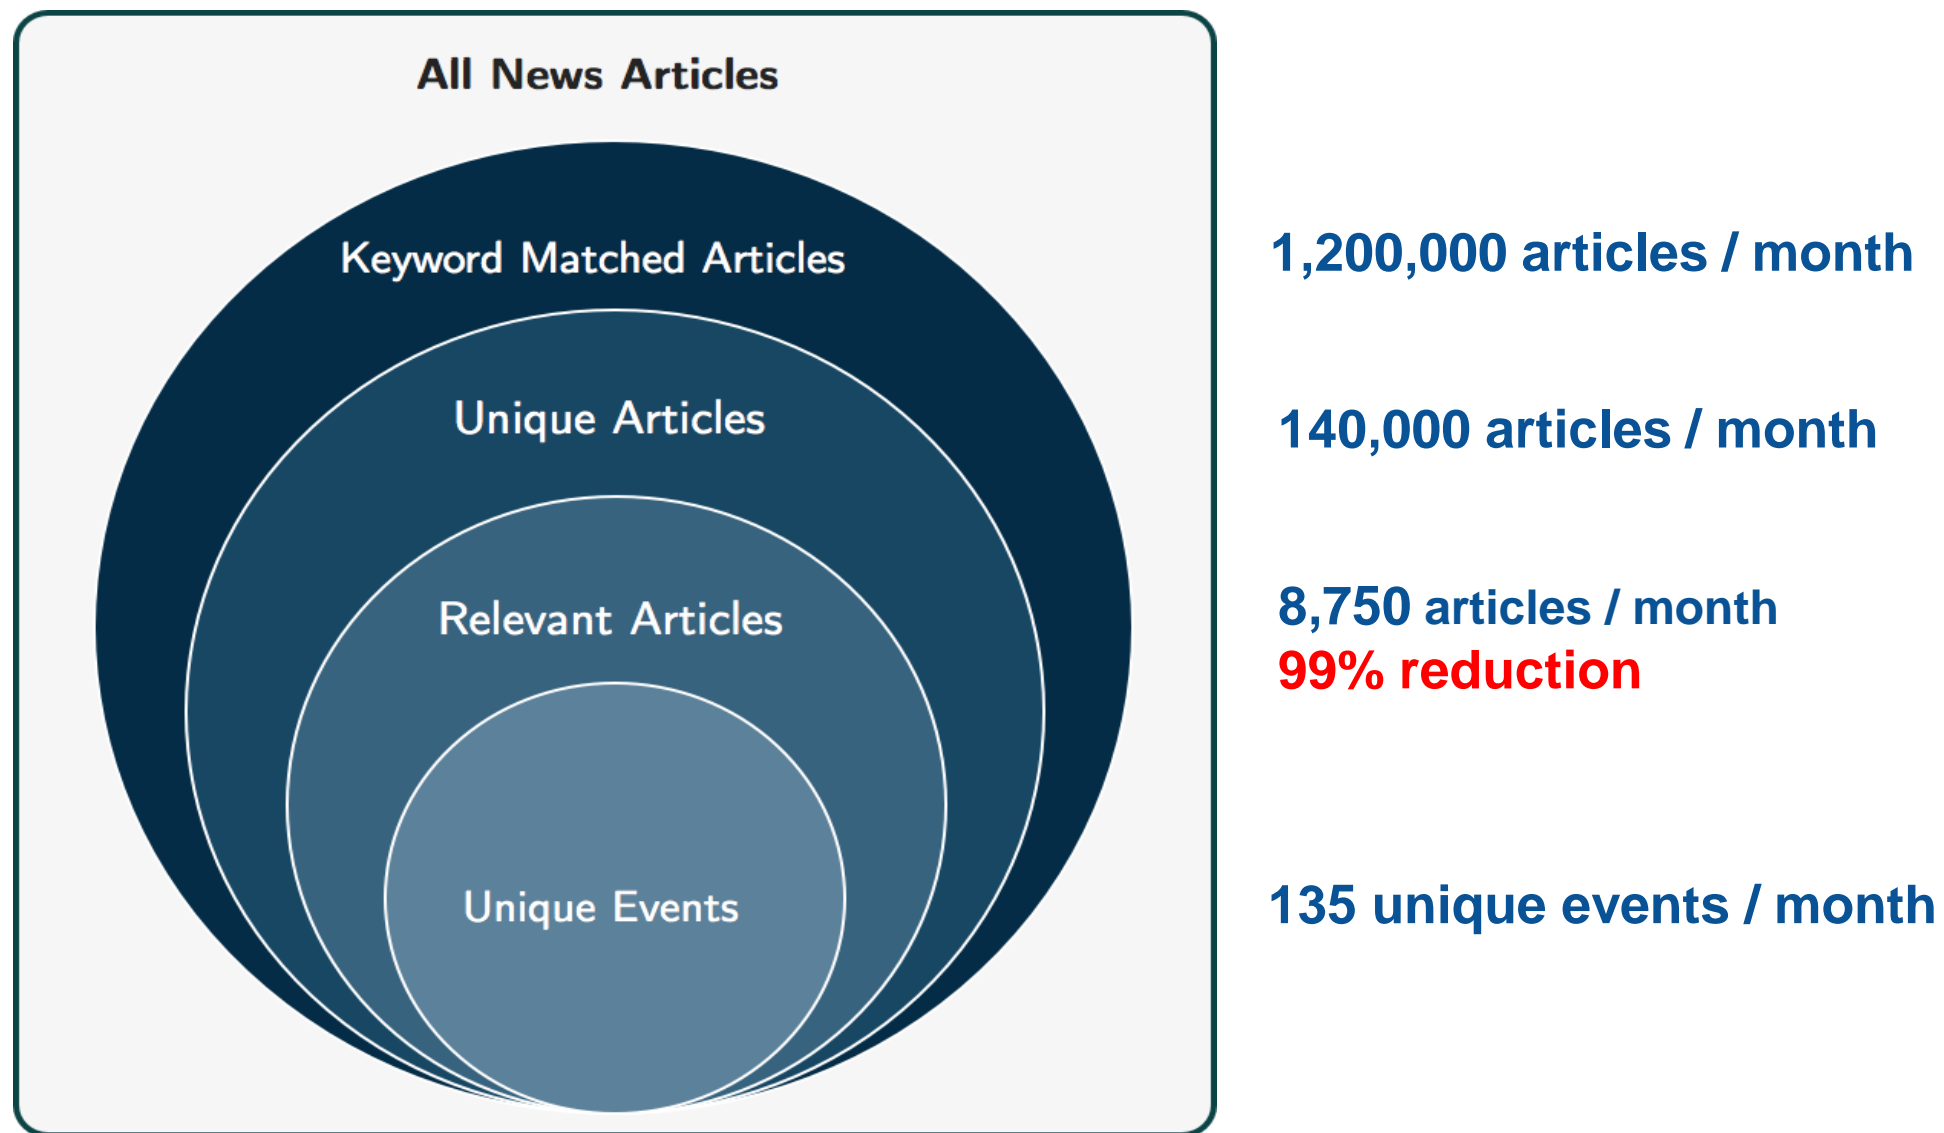 All News Articles
Keyword Matched Articles
1,200,000 articles / month
Unique Articles
140,000 articles / month
Relevant Articles
8,750 articles / month
99% reduction
Unique Events
135 unique events / month